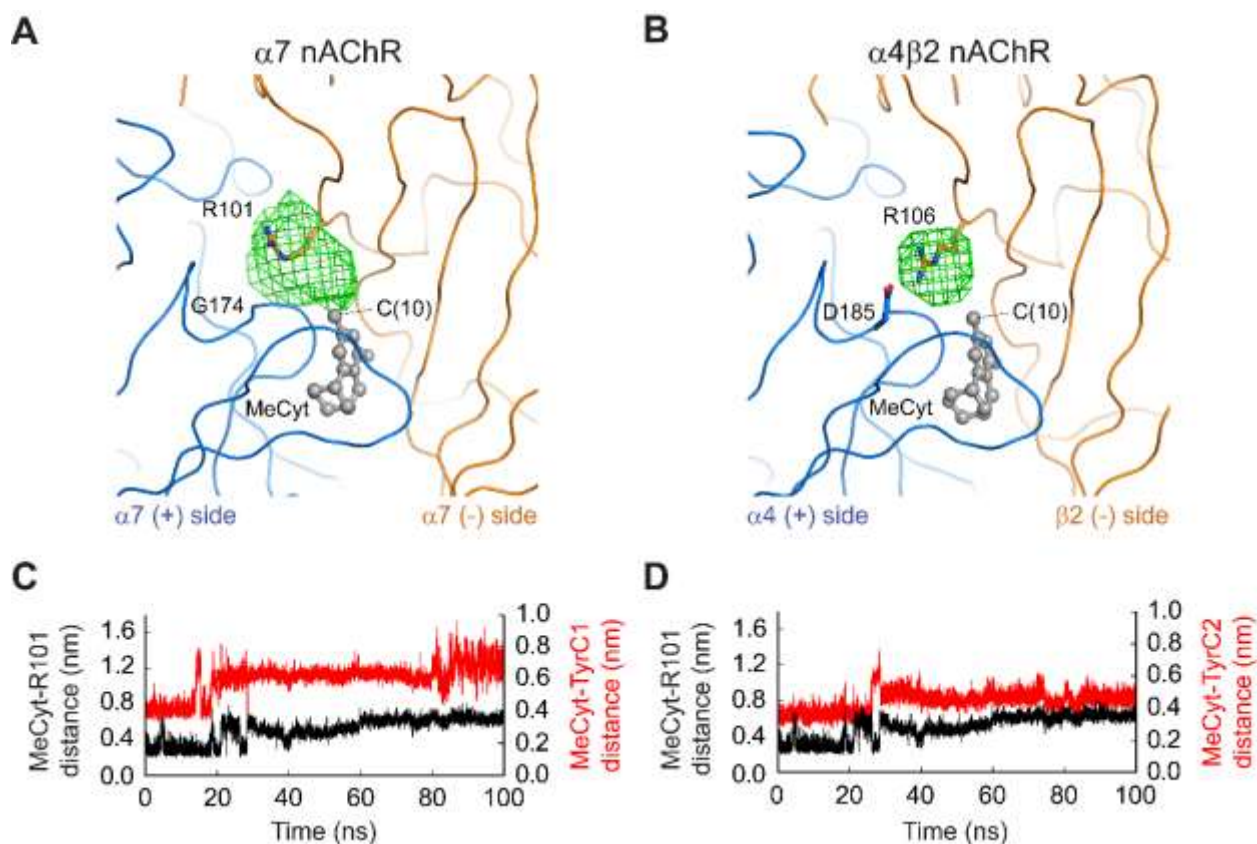 A
α7 nAChR
R101
G174
C(10)
MeCyt
α7 (+) side
α7 (-) side
B
α4β2 nAChR
R106
D185
C(10)
MeCyt
α4 (+) side
β2 (-) side
C
MeCyt-R101
distance (nm)
1.6
1.2
0.8
0.4
0.0
1.0
0.8
0.6
0.4
0.2
0.0
MeCyt-TyrC1
distance (nm)
0 20 40 60 80 100
Time (ns)
D
MeCyt-R101
distance (nm)
1.6
1.2
0.8
0.4
0.0
1.0
0.8
0.6
0.4
0.2
0.0
MeCyt-TyrC2
distance (nm)
0 20 40 60 80 100
Time (ns)